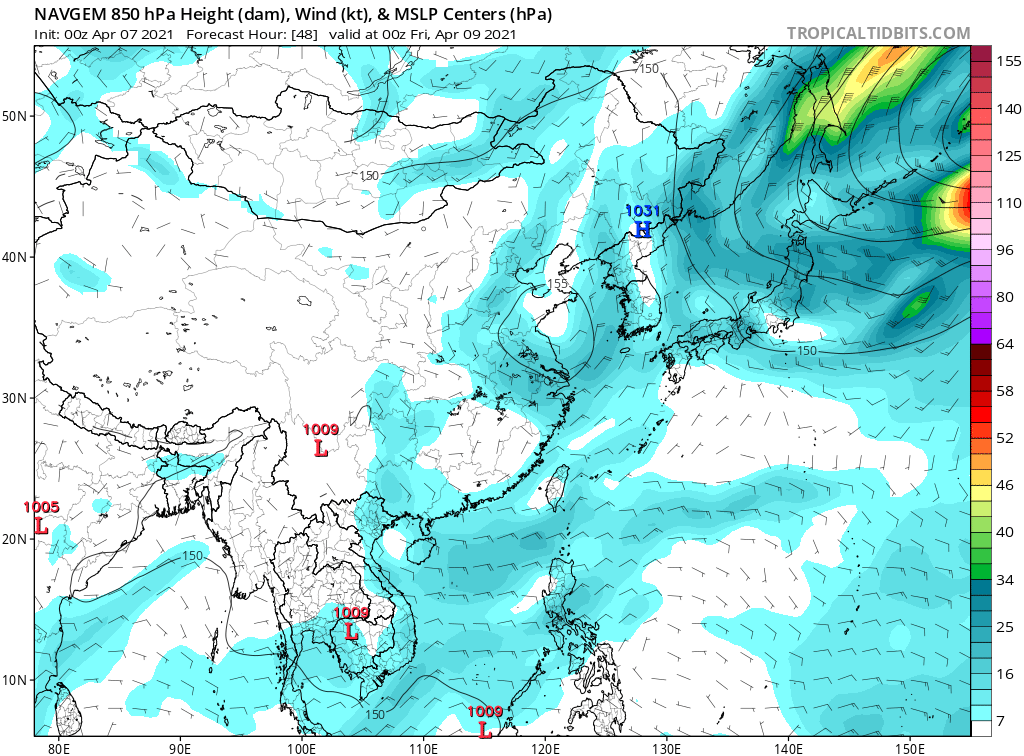 NAVGEM 850 hPa Height (dam), Wind (kt), & MSLP Centers (hPa)
Init: 00z Apr 07 2021   Forecast Hour: [48]   valid at 00z Fri, Apr 09 2021
TROPICALTIDBITS.COM
150
155
50N
140
150
125
1031
H
110
40N
96
155
80
150
64
30N
58
1009
L
52
46
1005
L
40
20N
150
34
25
1009
L
16
10N
150
1009
L
7
80E
90E
100E
110E
120E
130E
140E
150E